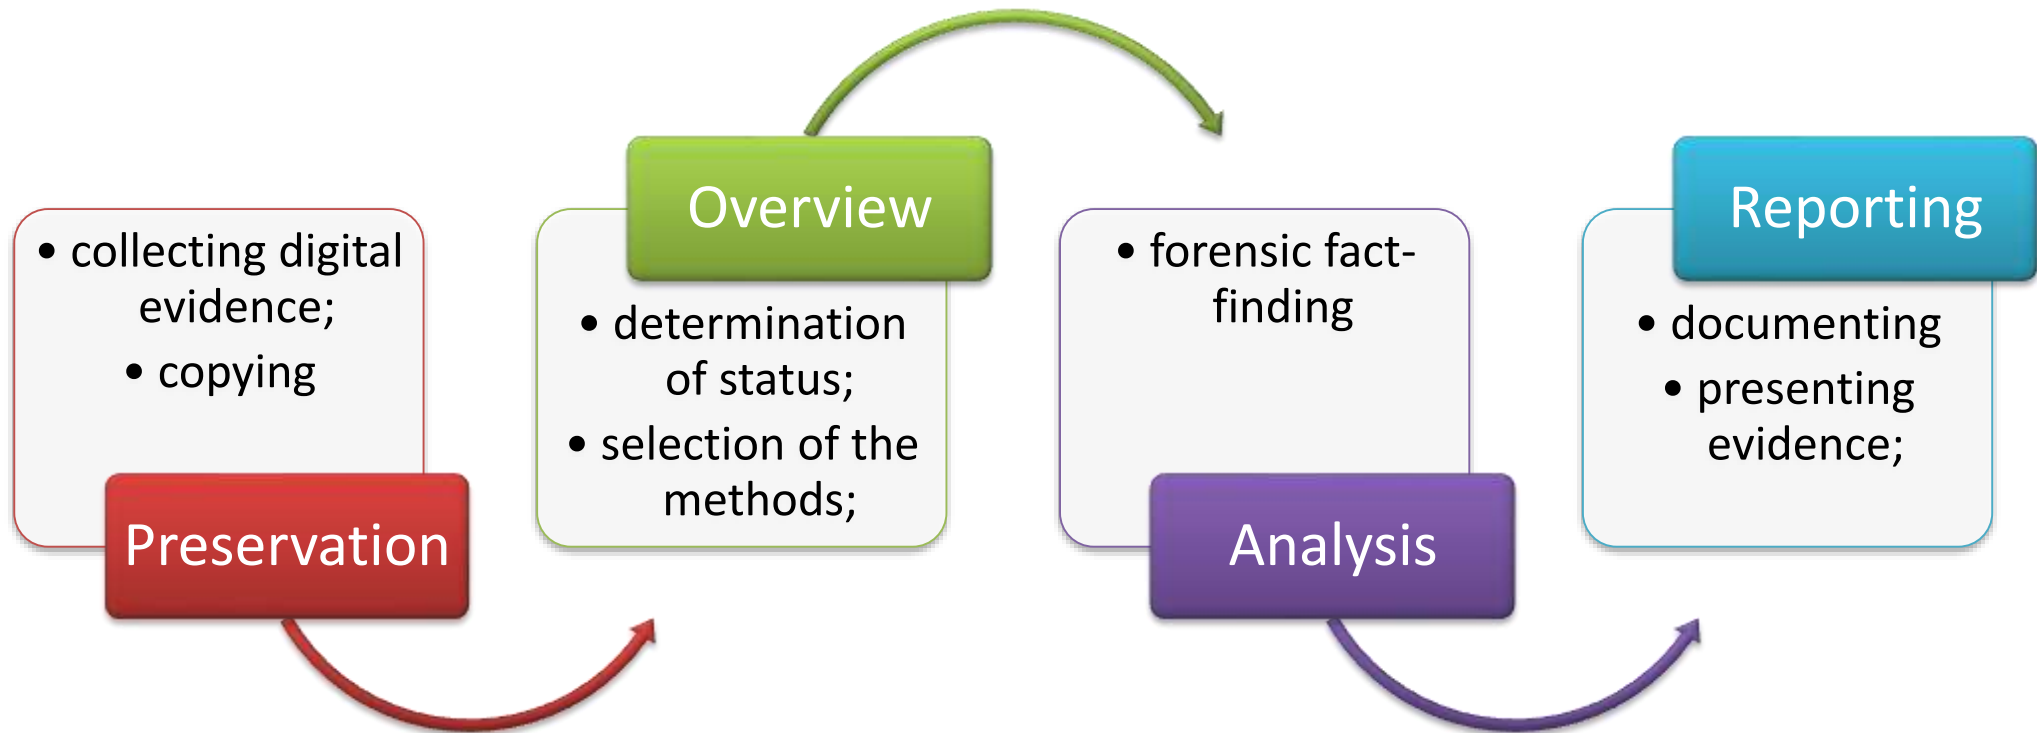 • collecting digital
evidence;
• copying
Preservation
Overview
• determination
of status;
• selection of the
methods;
• forensic fact-
finding
Analysis
Reporting
• documenting
• presenting
evidence;